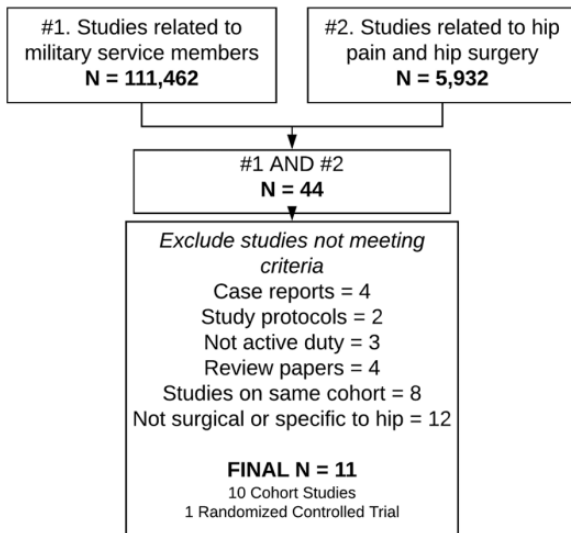 #1. Studies related to
military service members
N = 111,462
#2. Studies related to hip
pain and hip surgery
N = 5,932
#1 AND #2
N = 44
Exclude studies not meeting
criteria
Case reports = 4
Study protocols = 2
Not active duty = 3
Review papers = 4
Studies on same cohort = 8
Not surgical or specific to hip = 12
FINAL N = 11
10 Cohort Studies
1 Randomized Controlled Trial